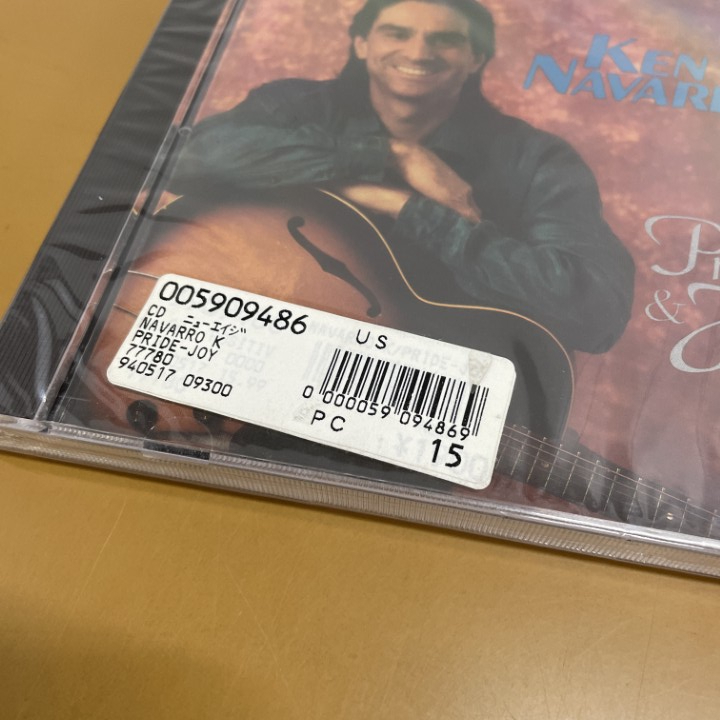 KEN
NAVAR
&
005909486
US
CD ニューエイジ
NAVARRO K
PRIDE-JOY
77780
940517 09300
0 000059 094869
PC
15